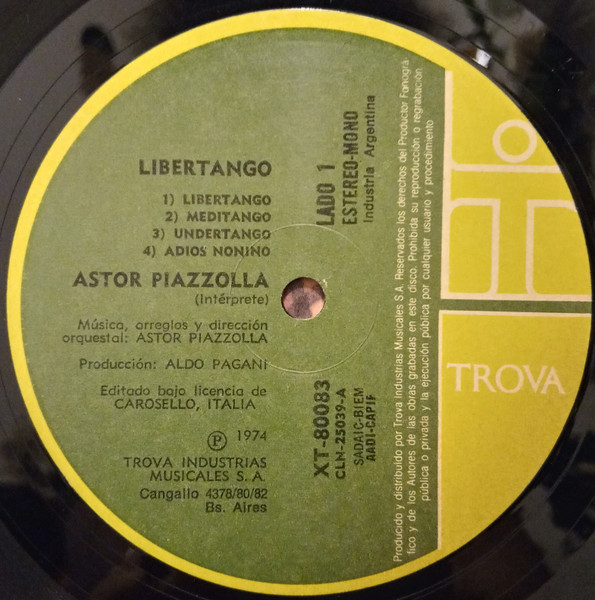 LIBERTANGO
1) LIBERTANGO
2) MEDITANGO
3) UNDERTANGO
4) ADIOS NONINO
ASTOR PIAZZOLLA
(Intérprete)
Música, arreglos y dirección
orquestal: ASTOR PIAZZOLLA
Producción: ALDO PAGANI
Editado bajo licencia de
CAROSELLO, ITALIA
℗ 1974
TROVA INDUSTRIAS
MUSICALES S. A.
Cangallo 4378/80/82
Bs. Aires
LADO 1
ESTEREO-MONO
Industria Argentina
XT-80083
CLN-25039-A
SADAIC-BIEM
AADI-CAPIF
Producido y distribuído por Trova Industrias Musicales S A. Reservados los derechos del Productor Fonográ
fico y de los Autores de las obras grabadas en este disco. Prohibida su reproducción o regrabación
pública o privada y la ejecución pública por cualquier usuario y procedimiento
TROVA